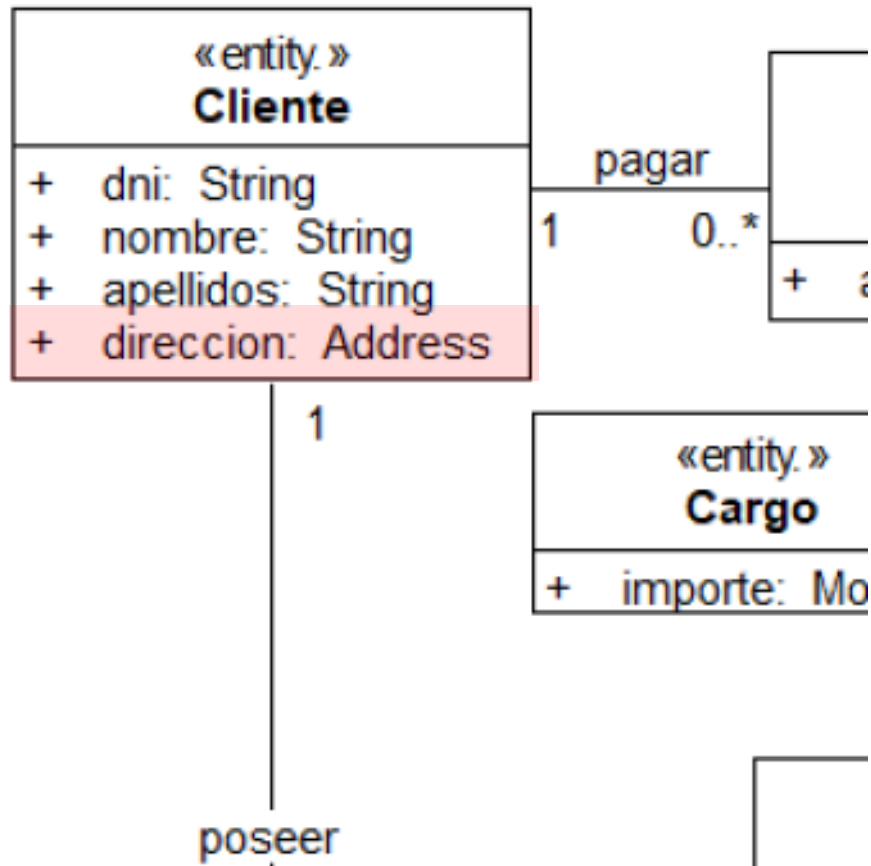 «entity.»
Cliente
+ dni: String
+ nombre: String
+ apellidos: String
+ direccion: Address
pagar
1 0..*
+
1
«entity.»
Cargo
+ importe:
poseer